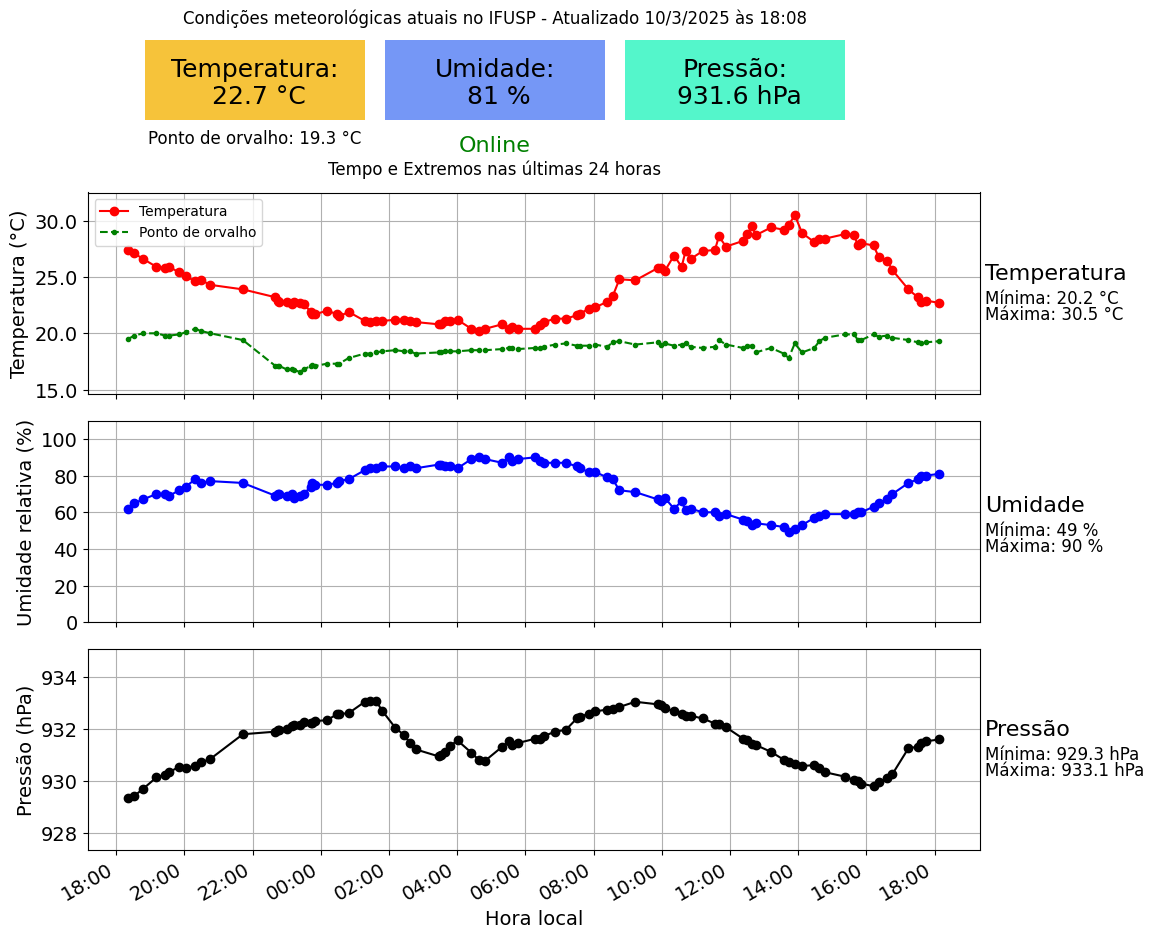 Condições meteorológicas atuais no IFUSP - Atualizado 10/3/2025 às 18:08
Temperatura:
22.7 °C
Umidade:
81 %
Pressão:
931.6 hPa
Ponto de orvalho: 19.3 °C
Online
Tempo e Extremos nas últimas 24 horas
Temperatura (°C)
30.0
25.0
20.0
15.0
Temperatura
Ponto de orvalho
Temperatura
Mínima: 20.2 °C
Máxima: 30.5 °C
Umidade relativa (%)
100
80
60
40
20
0
Umidade
Mínima: 49 %
Máxima: 90 %
Pressão (hPa)
934
932
930
928
Pressão
Mínima: 929.3 hPa
Máxima: 933.1 hPa
18:00
20:00
22:00
00:00
02:00
04:00
06:00
08:00
10:00
12:00
14:00
16:00
18:00
Hora local